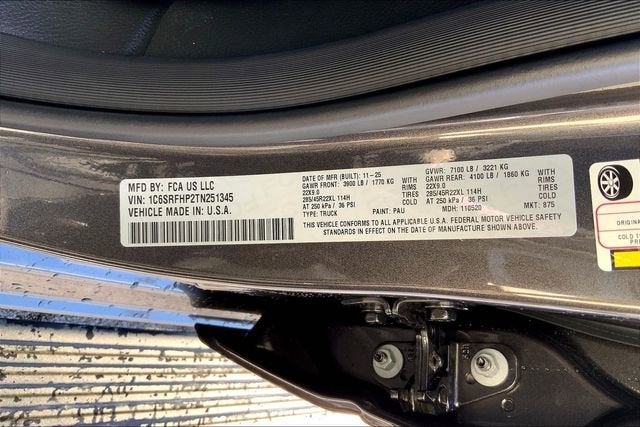 MFD BY: FCA US LLC
VIN: 1C6SRFHP2TN251345
VEHICLE MADE IN: U.S.A.
DATE OF MFR (BUILT): 11-25 GVWR: 7100 LB / 3221 KG
GAWR FRONT: 3900 LB / 1770 KG GAWR REAR: 4100 LB / 1860 KG
22X9.0 RIMS 22X9.0 RIMS
285/45R22XL 114H TIRES 285/45R22XL 114H TIRES
AT 250 kPa / 36 PSI COLD AT 250 kPa / 36 PSI COLD
TYPE: TRUCK PAINT: PAU MDH: 110520 MKT: 875
THIS VEHICLE CONFORMS TO ALL APPLICABLE U.S.A. FEDERAL MOTOR VEHICLE SAFETY
STANDARDS IN EFFECT ON THE DATE OF MANUFACTURE SHOWN ABOVE.
ORIGINA
COLD